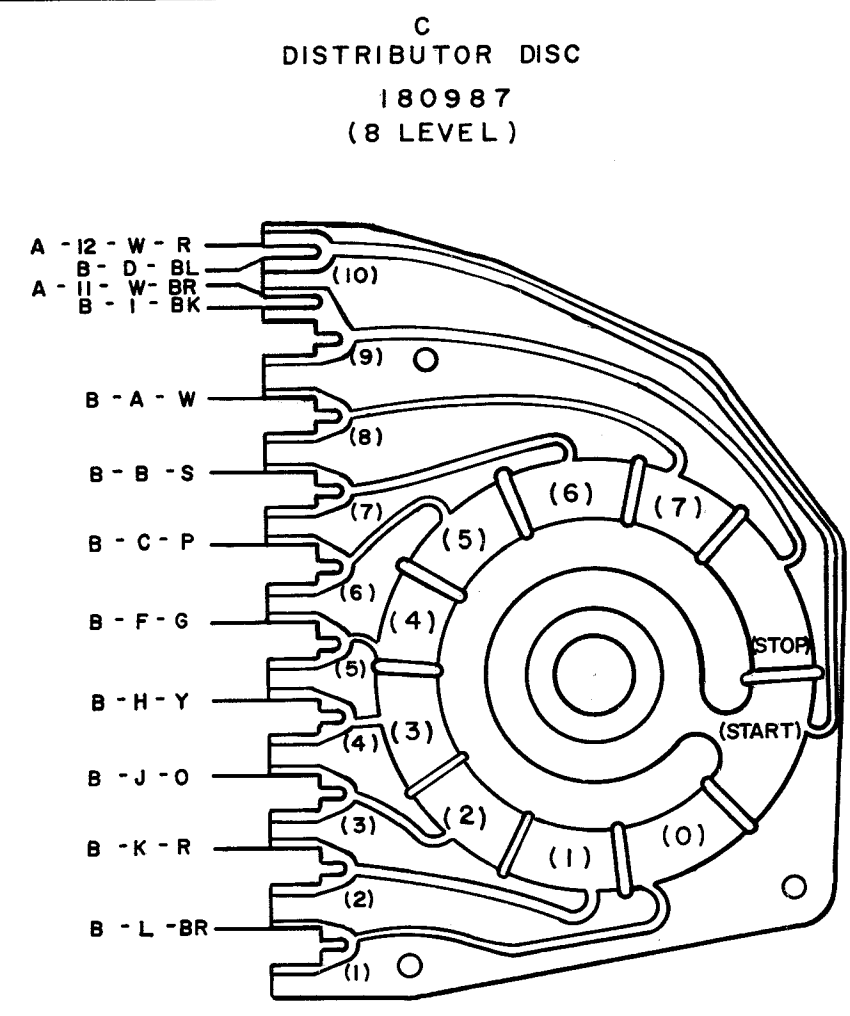 C
DISTRIBUTOR DISC
180987
(8 LEVEL)
A - 12 - W - R
B - D - BL
A - 11 - W - BR
B - 1 - BK
B - A - W
B - B - S
B - C - P
B - F - G
B - H - Y
B - J - O
B - K - R
B - L - BR
(10)
(9)
(8)
(7)
(6)
(5)
(4)
(3)
(2)
(1)
(6)
(7)
(5)
(4)
(STOP)
(3)
(START)
(2)
(1)
(0)